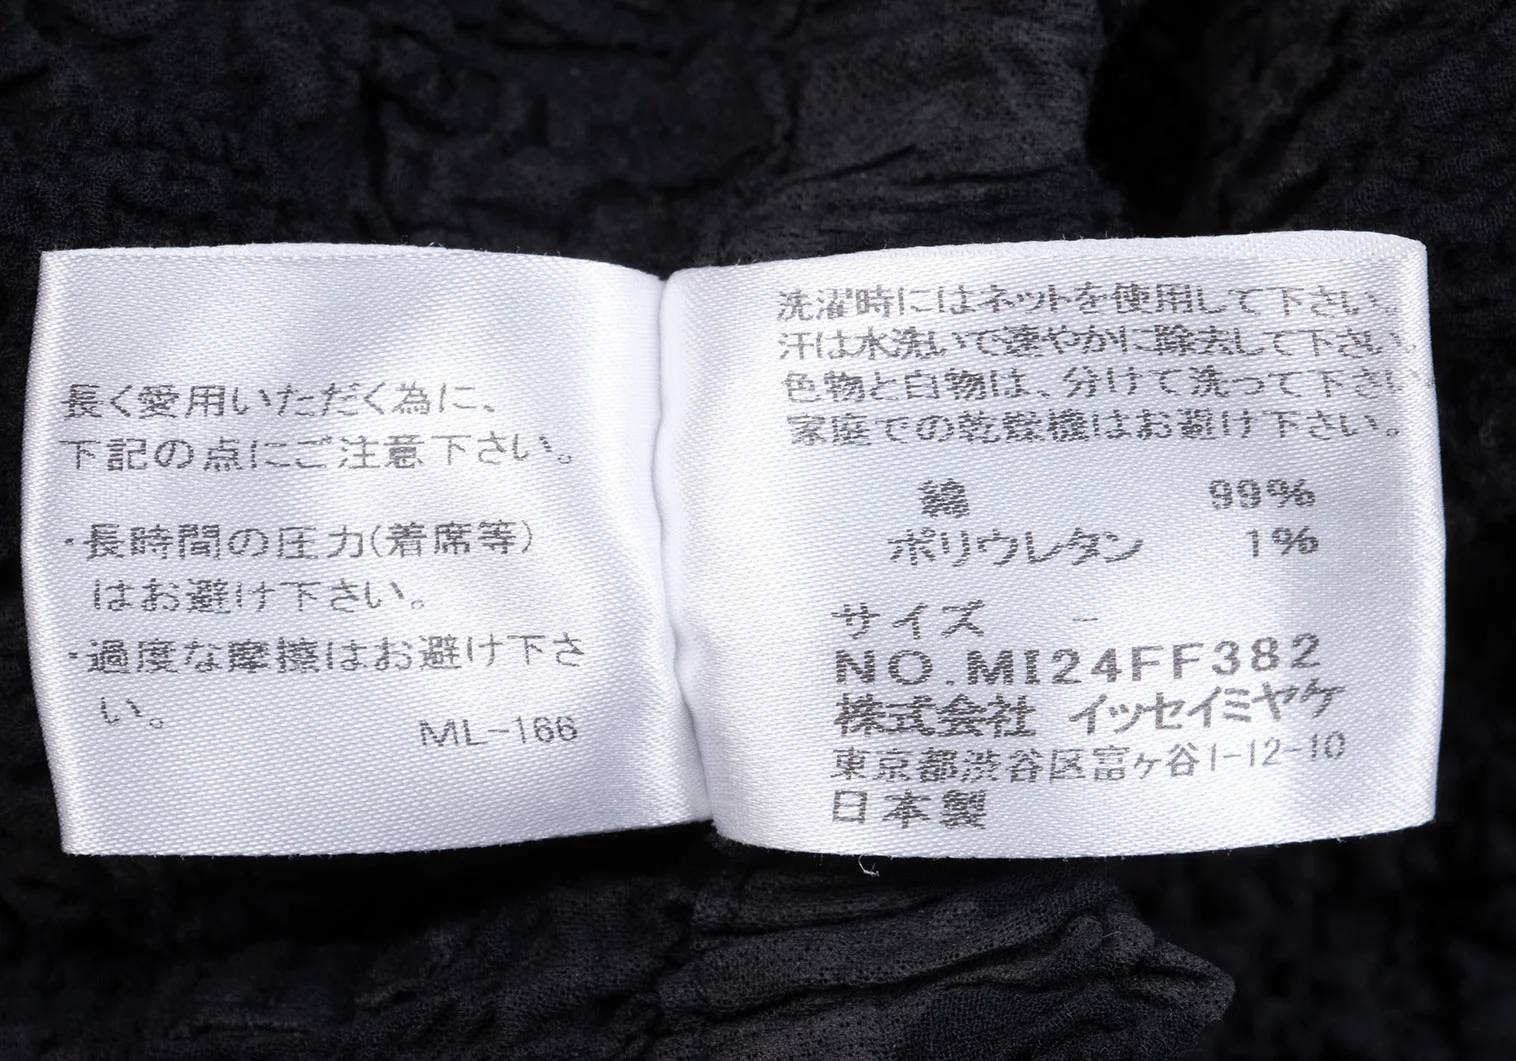 長く愛用いただく為に、
下記の点にご注意下さい。
・長時間の圧力(着席等)
はお避け下さい。
・過度な摩擦はお避け下さ
い。
ML-166
洗濯時にはネットを使用して下さい。
汗は水洗いで速やかに除去して下さい。
色物と白物は、分けて洗って下さい
家庭での乾燥機はお避け下さい。
綿 99%
ポリウレタン 1%
サイズ -
NO.MI24FF382
株式会社 イッセイミヤケ
東京都渋谷区富ヶ谷1-12-10
日本製